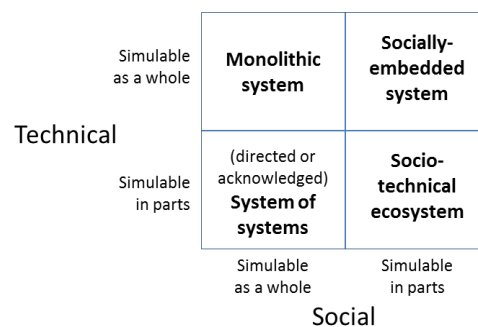 Simulable
as a whole
Monolithic
system
Socially-
embedded
system
Technical
Simulable
in parts
(directed or
acknowledged)
System of
systems
Socio-
technical
ecosystem
Simulable
as a whole
Simulable
in parts
Social